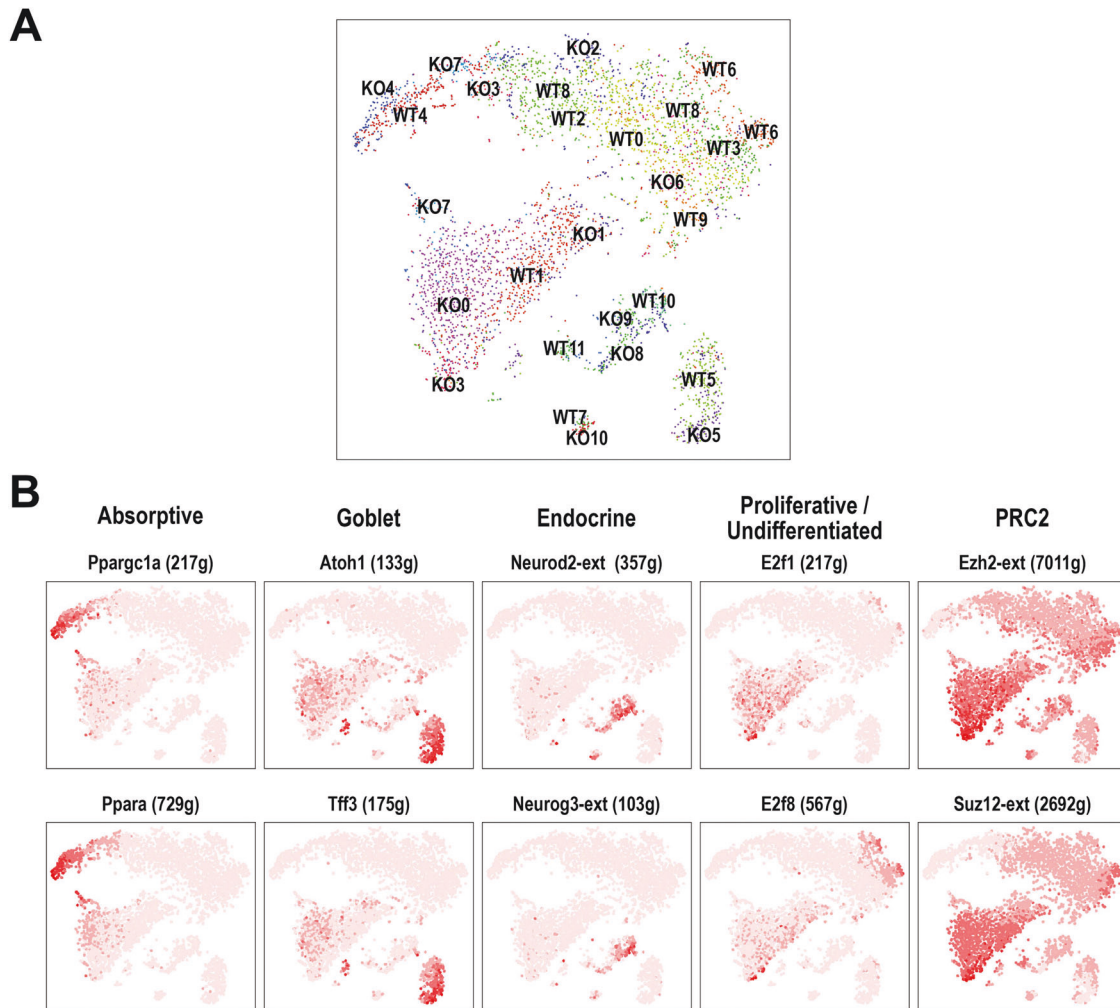 A
KO2
KO7
WT6
KO4
KO3
WT8
WT4
WT2
WT8
WT6
WT0
WT3
KO6
KO7
WT9
KO1
WT1
KO0
WT10
KO9
WT11
KO8
KO3
WT5
WT7
KO10
KO5
B
Absorptive
Goblet
Endocrine
Proliferative /
Undifferentiated
PRC2
Ppargc1a (217g)
Atoh1 (133g)
Neurod2-ext (357g)
E2f1 (217g)
Ezh2-ext (7011g)
Ppara (729g)
Tff3 (175g)
Neurog3-ext (103g)
E2f8 (567g)
Suz12-ext (2692g)